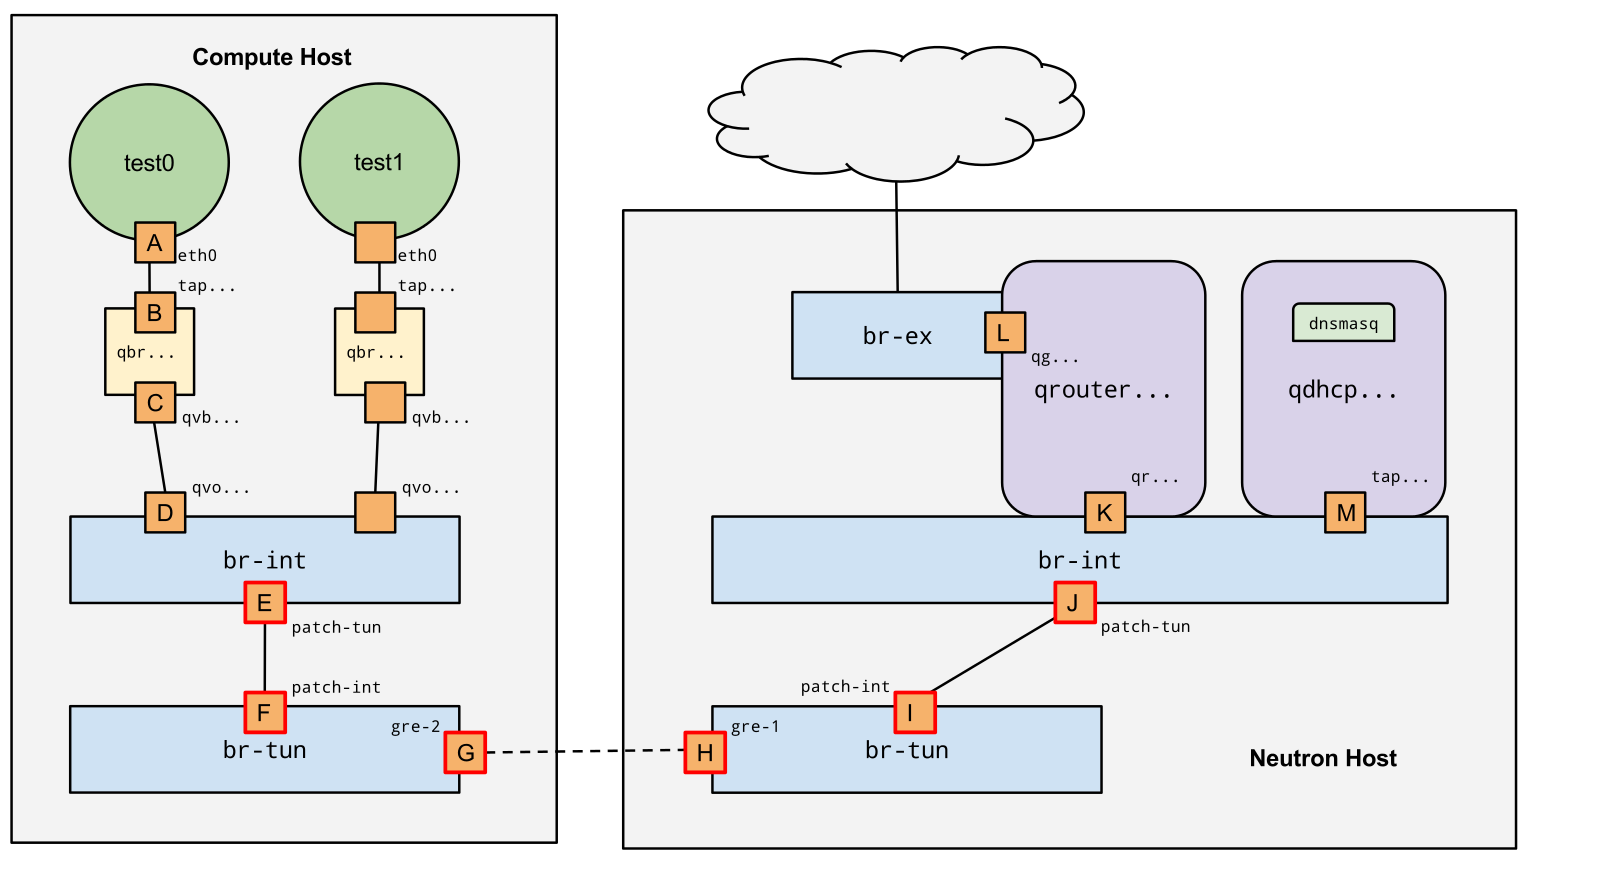 Compute Host
test0
test1
A
eth0
eth0
tap...
tap...
B
qbr...
qbr...
C
qvb...
qvb...
qvo...
qvo...
D
br-int
E
patch-tun
patch-int
F
br-tun
gre-2
G
br-ex
L
qg...
qrouter...
dnsmasq
qdhcp...
qr...
tap...
K
M
br-int
J
patch-tun
patch-int
I
H
gre-1
br-tun
Neutron Host